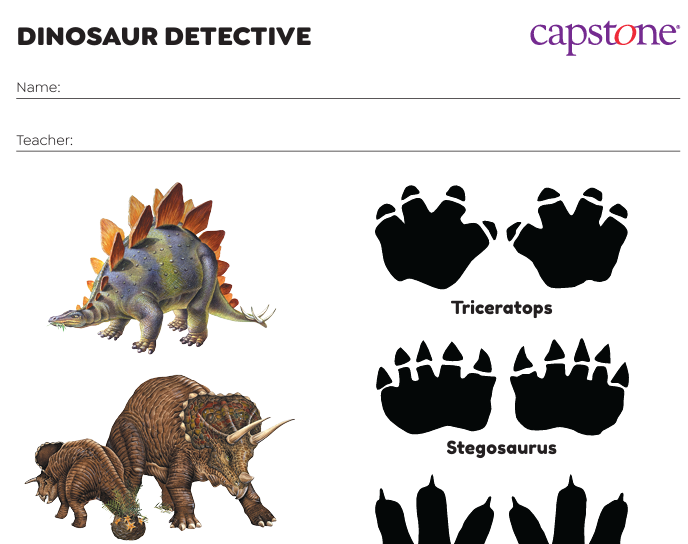 DINOSAUR DETECTIVE
capstone
Name:
Teacher:
Triceratops
Stegosaurus